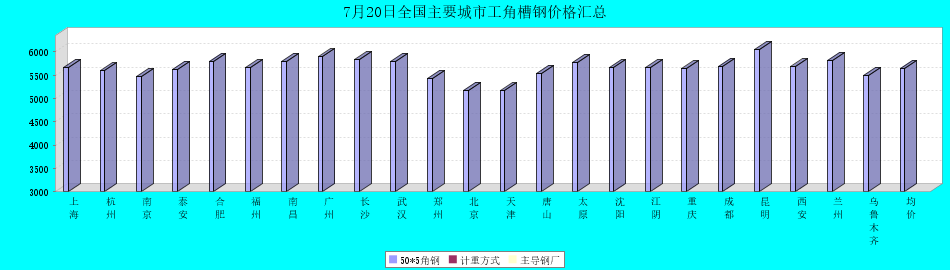 7月20日全国主要城市工角槽钢价格汇总
6000
5500
5000
4500
4000
3500
3000
上海 杭州 南京 泰安 合肥 福州 南昌 广州 长沙 武汉 郑州 北京 天津 唐山 太原 沈阳 江阴 重庆 成都 昆明 西安 兰州 乌鲁木齐 均价
50*5角钢 计重方式 主导钢厂